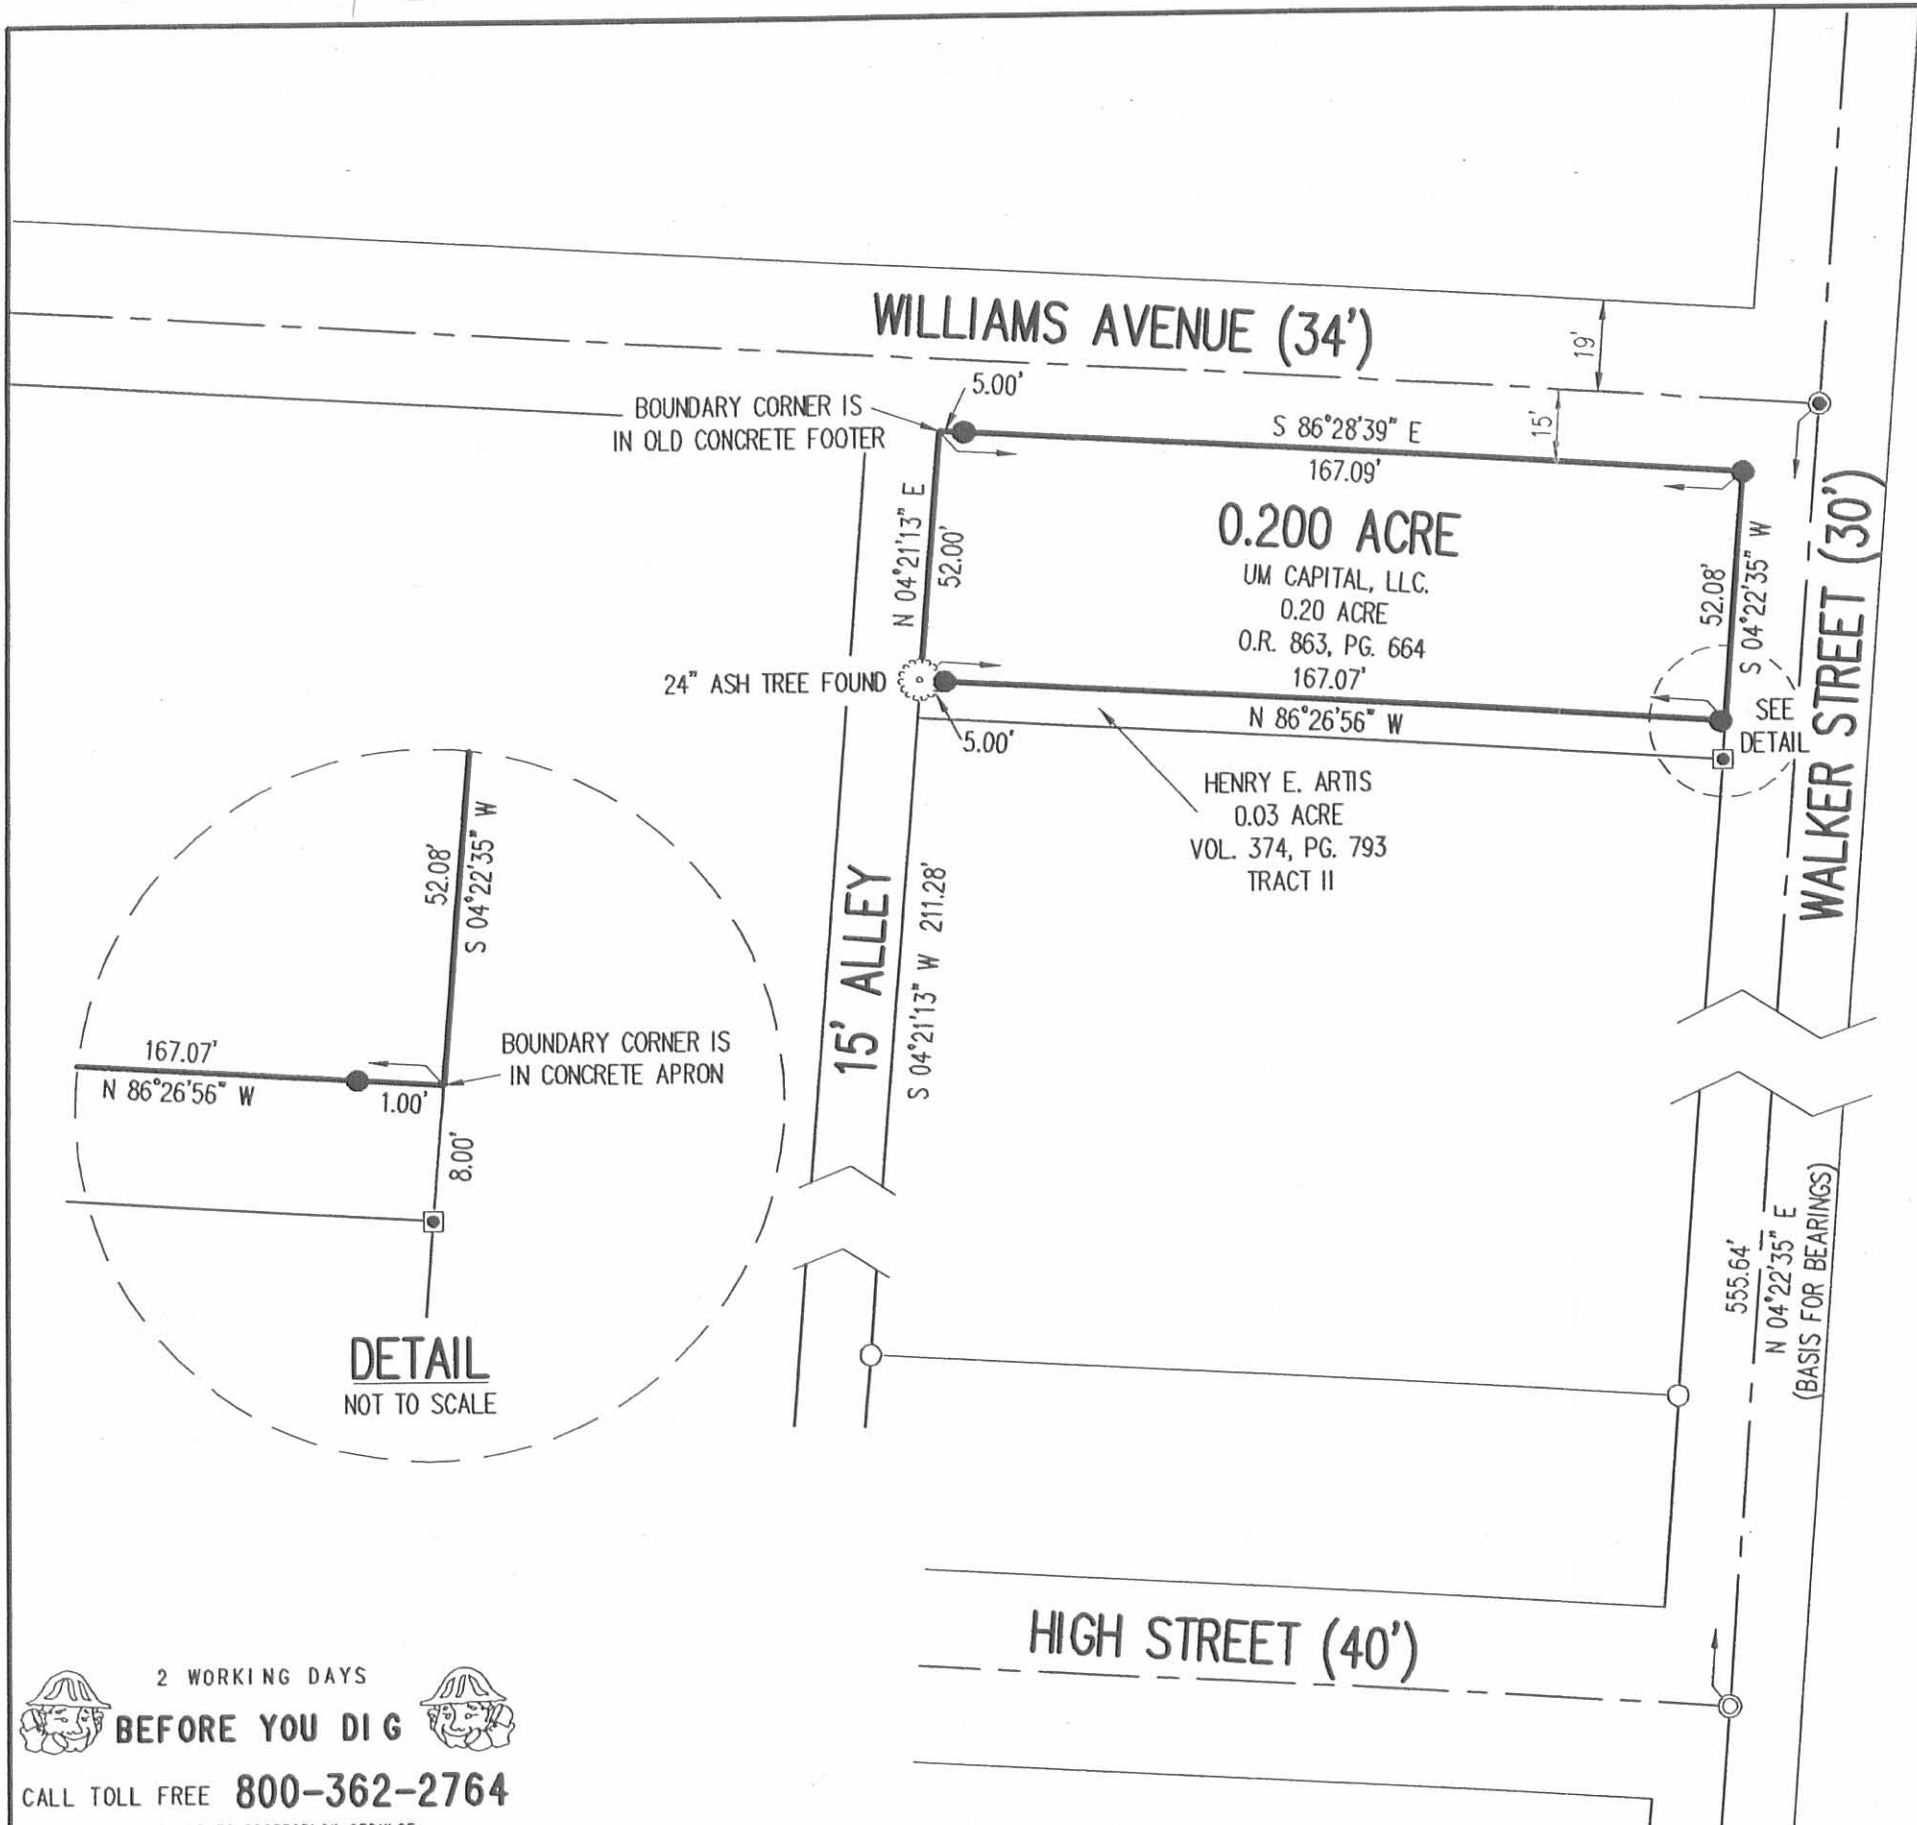 WILLIAMS AVENUE (34')
19'
15'
BOUNDARY CORNER IS
IN OLD CONCRETE FOOTER
5.00'
S 86°28'39" E
167.09'
N 04°21'13" E
52.00'
0.200 ACRE
UM CAPITAL, LLC.
0.20 ACRE
O.R. 863, PG. 664
167.07'
N 86°26'56" W
52.08'
S 04°22'35" W
WALKER STREET (30')
24" ASH TREE FOUND
5.00'
SEE
DETAIL
HENRY E. ARTIS
0.03 ACRE
VOL. 374, PG. 793
TRACT II
15' ALLEY
S 04°21'13" W 211.28'
52.08'
S 04°22'35" W
167.07'
N 86°26'56" W
1.00'
BOUNDARY CORNER IS
IN CONCRETE APRON
8.00'
DETAIL
NOT TO SCALE
555.64'
N 04°22'35" E
(BASIS FOR BEARINGS)
HIGH STREET (40')
2 WORKING DAYS
BEFORE YOU DIG
CALL TOLL FREE 800-362-2764